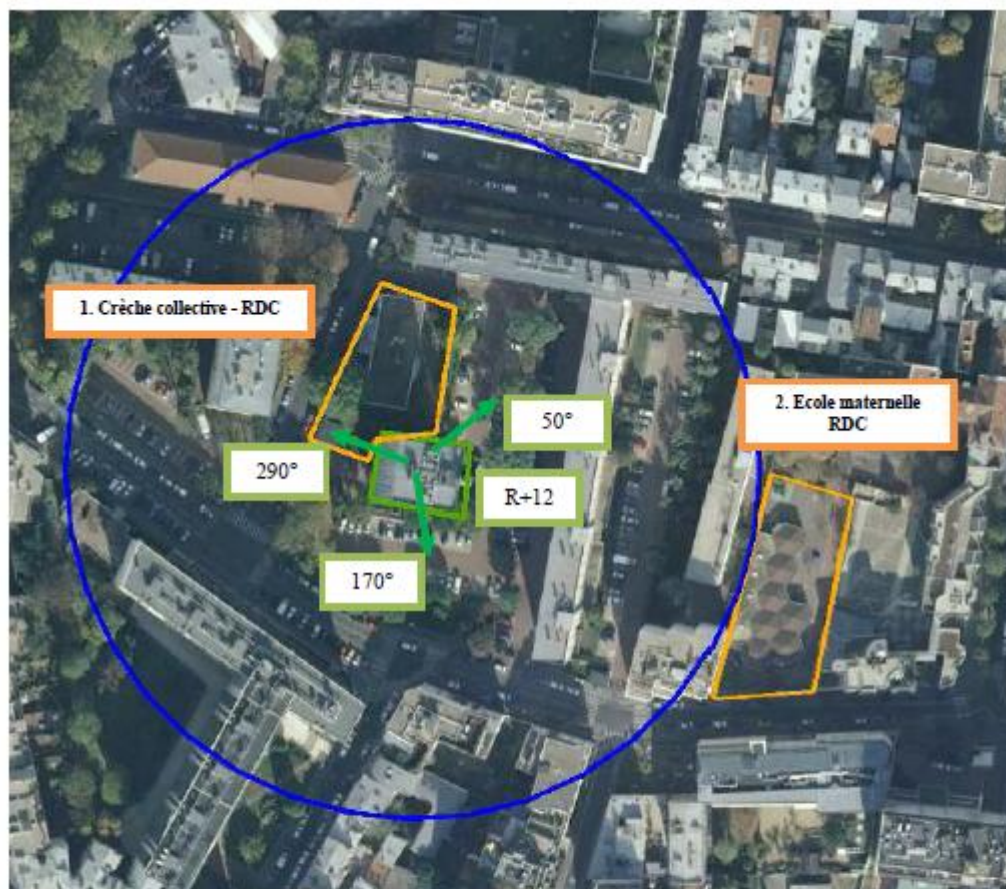 1. Crèche collective - RDC
2. Ecole maternelle
RDC
50°
290°
R+12
170°